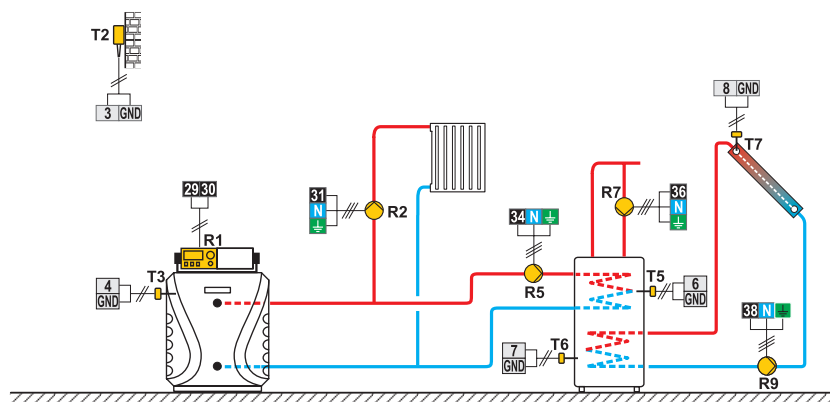 T2
3 GND
8 GND
T7
29 30
31
N
R2
34 N
R7
36
N
R1
T3
4
GND
R5
T5
6
GND
38 N
7
GND
T6
R9